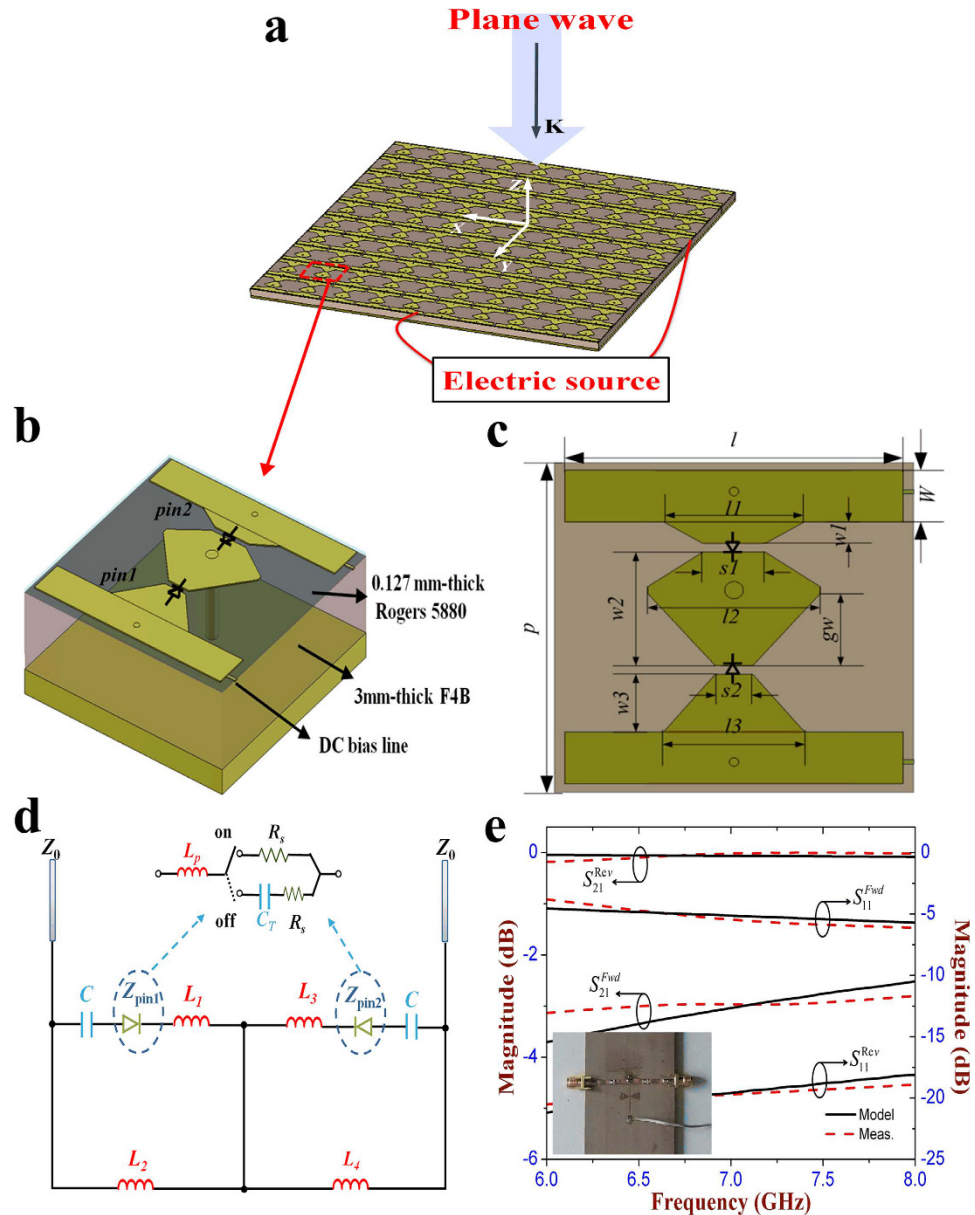 a
Plane wave
K
Z
X
Y
Electric source
b
pin2
pin1
0.127 mm-thick
Rogers 5880
3mm-thick F4B
DC bias line
c
l
W
l1
w1
s1
p
w2
l2
gw
w3
s2
l3
d
Z0
on
Rs
Lp
off
CT
Rs
Z0
C
Zpin1
L1
L3
Zpin2
C
L2
L4
e
S21Rev
S11Fwd
S21Fwd
S11Rev
Model
Meas.
Magnitude (dB)
0
-2
-4
-6
Magnitude (dB)
0
-5
-10
-15
-20
-25
6.0 6.5 7.0 7.5 8.0
Frequency (GHz)